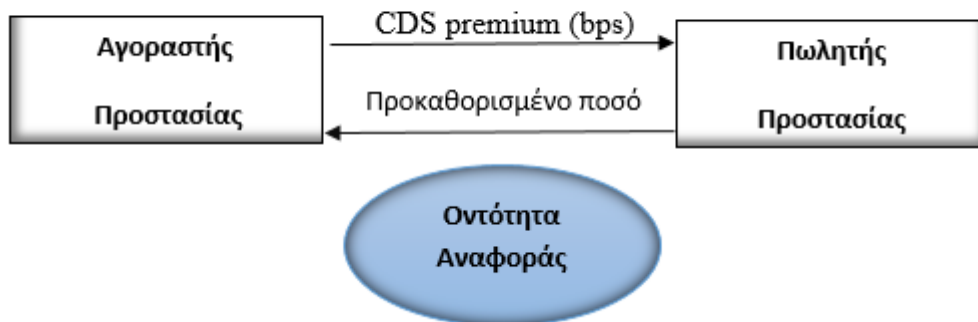 CDS premium (bps)
Αγοραστής
Προστασίας
Πωλητής
Προστασίας
Προκαθορισμένο ποσό
Οντότητα
Αναφοράς